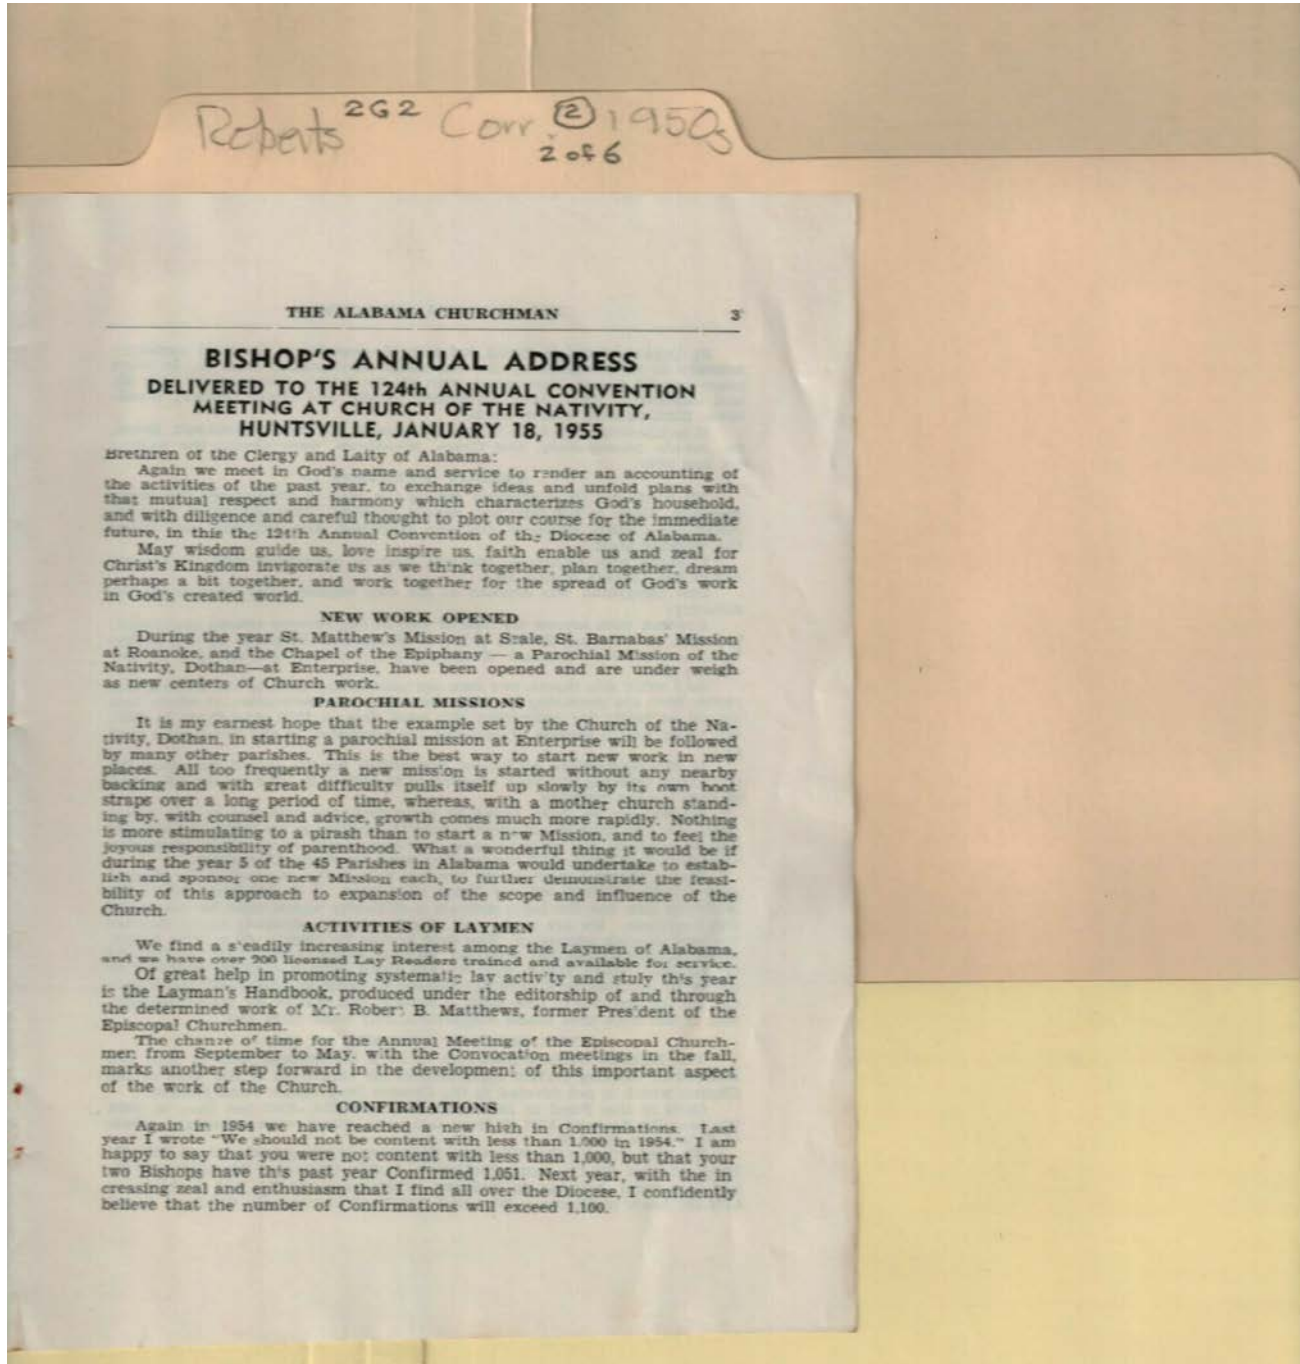 Roberts 2G2 Corr. 2 1950s
2 of 6
THE ALABAMA CHURCHMAN 3
BISHOP'S ANNUAL ADDRESS
DELIVERED TO THE 124th ANNUAL CONVENTION
MEETING AT CHURCH OF THE NATIVITY,
HUNTSVILLE, JANUARY 18, 1955
Brethren of the Clergy and Laity of Alabama:
Again we meet in God's name and service to render an accounting of
the activities of the past year, to exchange ideas and unfold plans with
that mutual respect and harmony which characterizes God's household,
and with diligence and careful thought to plot our course for the immediate
future, in this the 124th Annual Convention of the Diocese of Alabama.
May wisdom guide us, love inspire us, faith enable us and zeal for
Christ's Kingdom invigorate us as we think together, plan together, dream
perhaps a bit together, and work together for the spread of God's work
in God's created world.
NEW WORK OPENED
During the year St. Matthew's Mission at Seale, St. Barnabas' Mission
at Roanoke, and the Chapel of the Epiphany — a Parochial Mission of the
Nativity, Dothan—at Enterprise, have been opened and are under weigh
as new centers of Church work.
PAROCHIAL MISSIONS
It is my earnest hope that the example set by the Church of the Na-
tivity, Dothan, in starting a parochial mission at Enterprise will be followed
by many other parishes. This is the best way to start new work in new
places. All too frequently a new mission is started without any nearby
backing and with great difficulty pulls itself up slowly by its own boot
straps over a long period of time, whereas, with a mother church stand-
ing by, with counsel and advice, growth comes much more rapidly. Nothing
is more stimulating to a pirash than to start a new Mission, and to feel the
joyous responsibility of parenthood. What a wonderful thing it would be if
during the year 5 of the 45 Parishes in Alabama would undertake to estab-
lish and sponsor one new Mission each, to further demonstrate the feasi-
bility of this approach to expansion of the scope and influence of the
Church.
ACTIVITIES OF LAYMEN
We find a steadily increasing interest among the Laymen of Alabama,
and we have over 200 licensed Lay Readers trained and available for service.
Of great help in promoting systematic lay activity and study this year
is the Layman's Handbook, produced under the editorship of and through
the determined work of Mr. Robert B. Matthews, former President of the
Episcopal Churchmen.
The change of time for the Annual Meeting of the Episcopal Church-
men from September to May, with the Convocation meetings in the fall,
marks another step forward in the development of this important aspect
of the work of the Church.
CONFIRMATIONS
Again in 1954 we have reached a new high in Confirmations. Last
year I wrote "We should not be content with less than 1,000 in 1954." I am
happy to say that you were not content with less than 1,000, but that your
two Bishops have this past year Confirmed 1,051. Next year, with the in
creasing zeal and enthusiasm that I find all over the Diocese, I confidently
believe that the number of Confirmations will exceed 1,100.